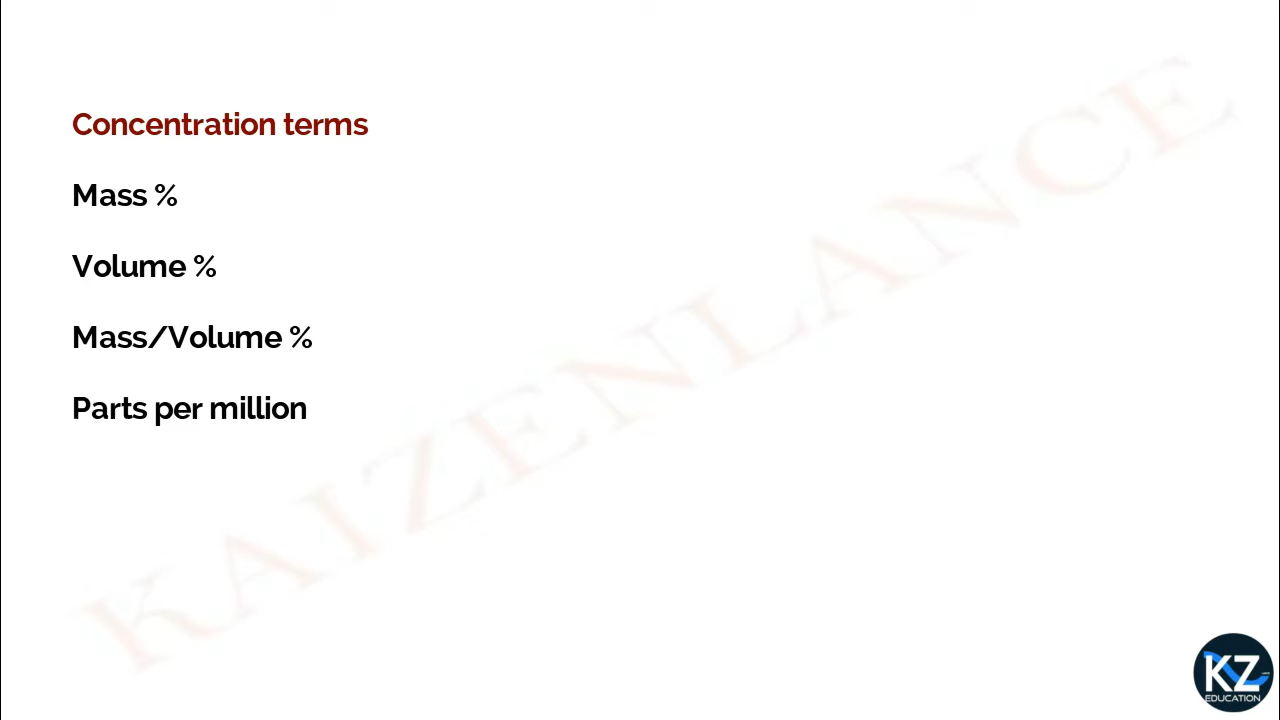 Concentration terms
Mass %
Volume %
Mass/Volume %
Parts per million
KAIZENLANCE
KZ
EDUCATION